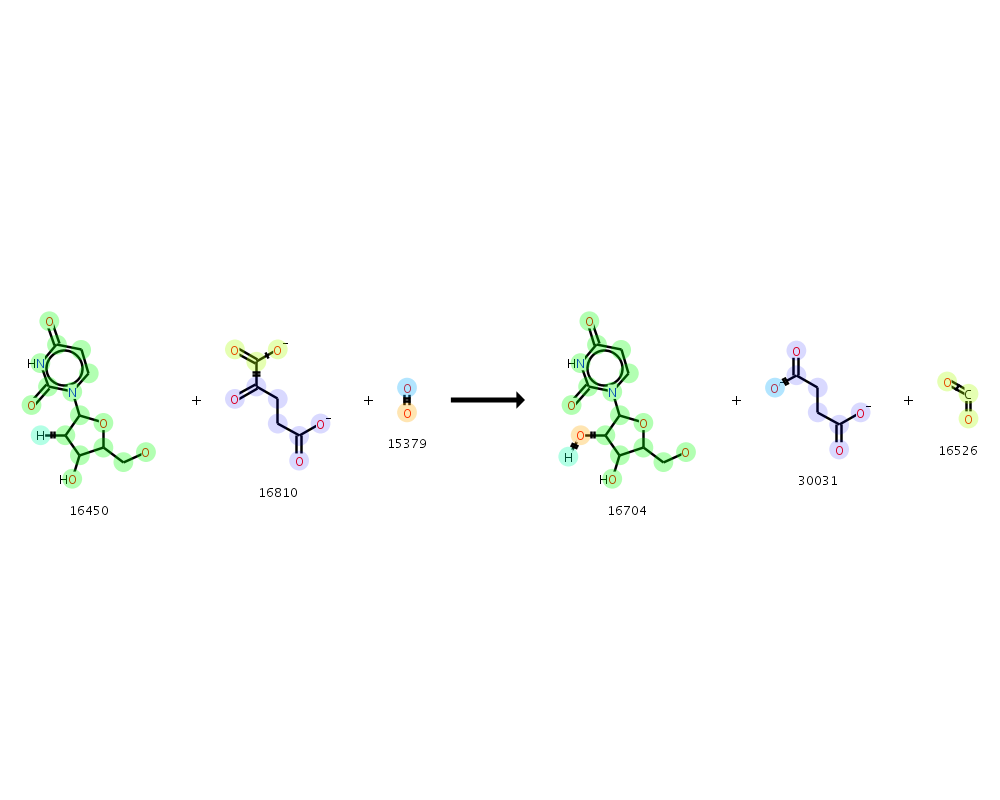 O O O
HN HN O O O⁻ O⁻
N O O⁻ O N O⁻ C
O + O + O O + O⁻ + O
H O O O H O O O
HO HO
15379 16526
16810 30031
16450 16704